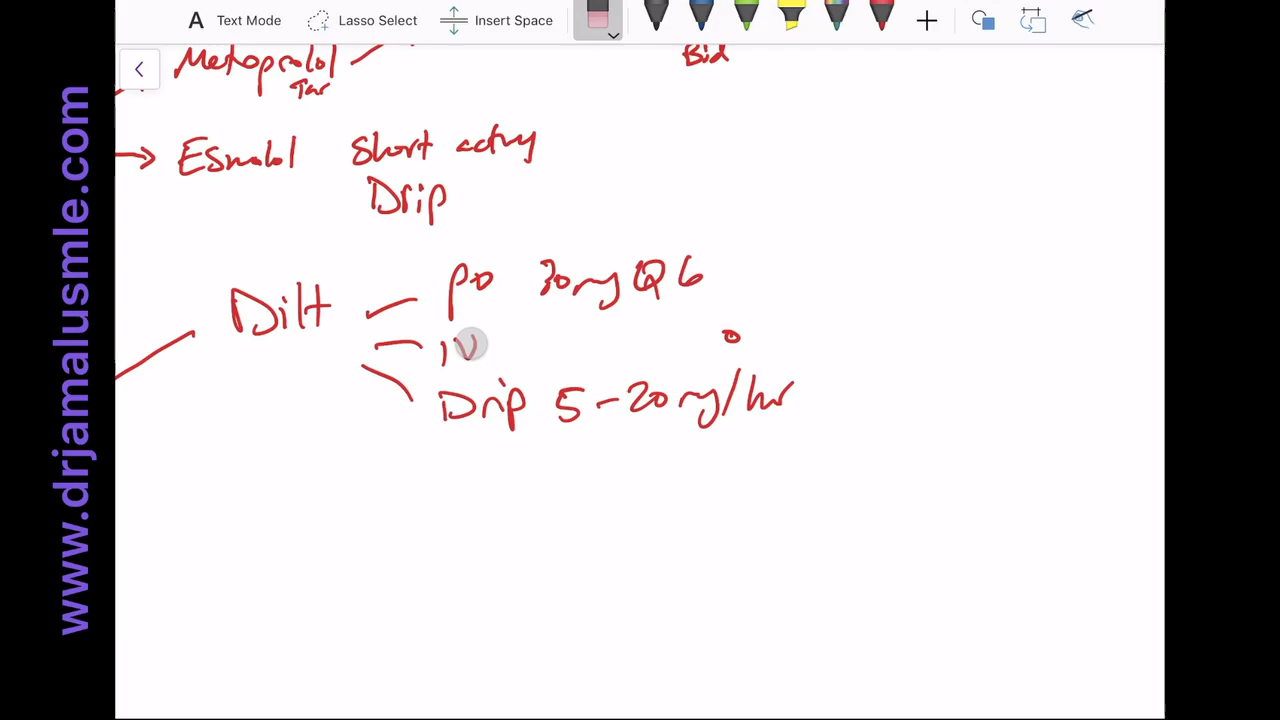 Text Mode Lasso Select Insert Space
www.drjamalusmle.com
Metoprolol
Tar
Bid
Esmolol Short acting
Drip
Dilt
po 30mg Q6
IV
Drip 5-20mg/hr